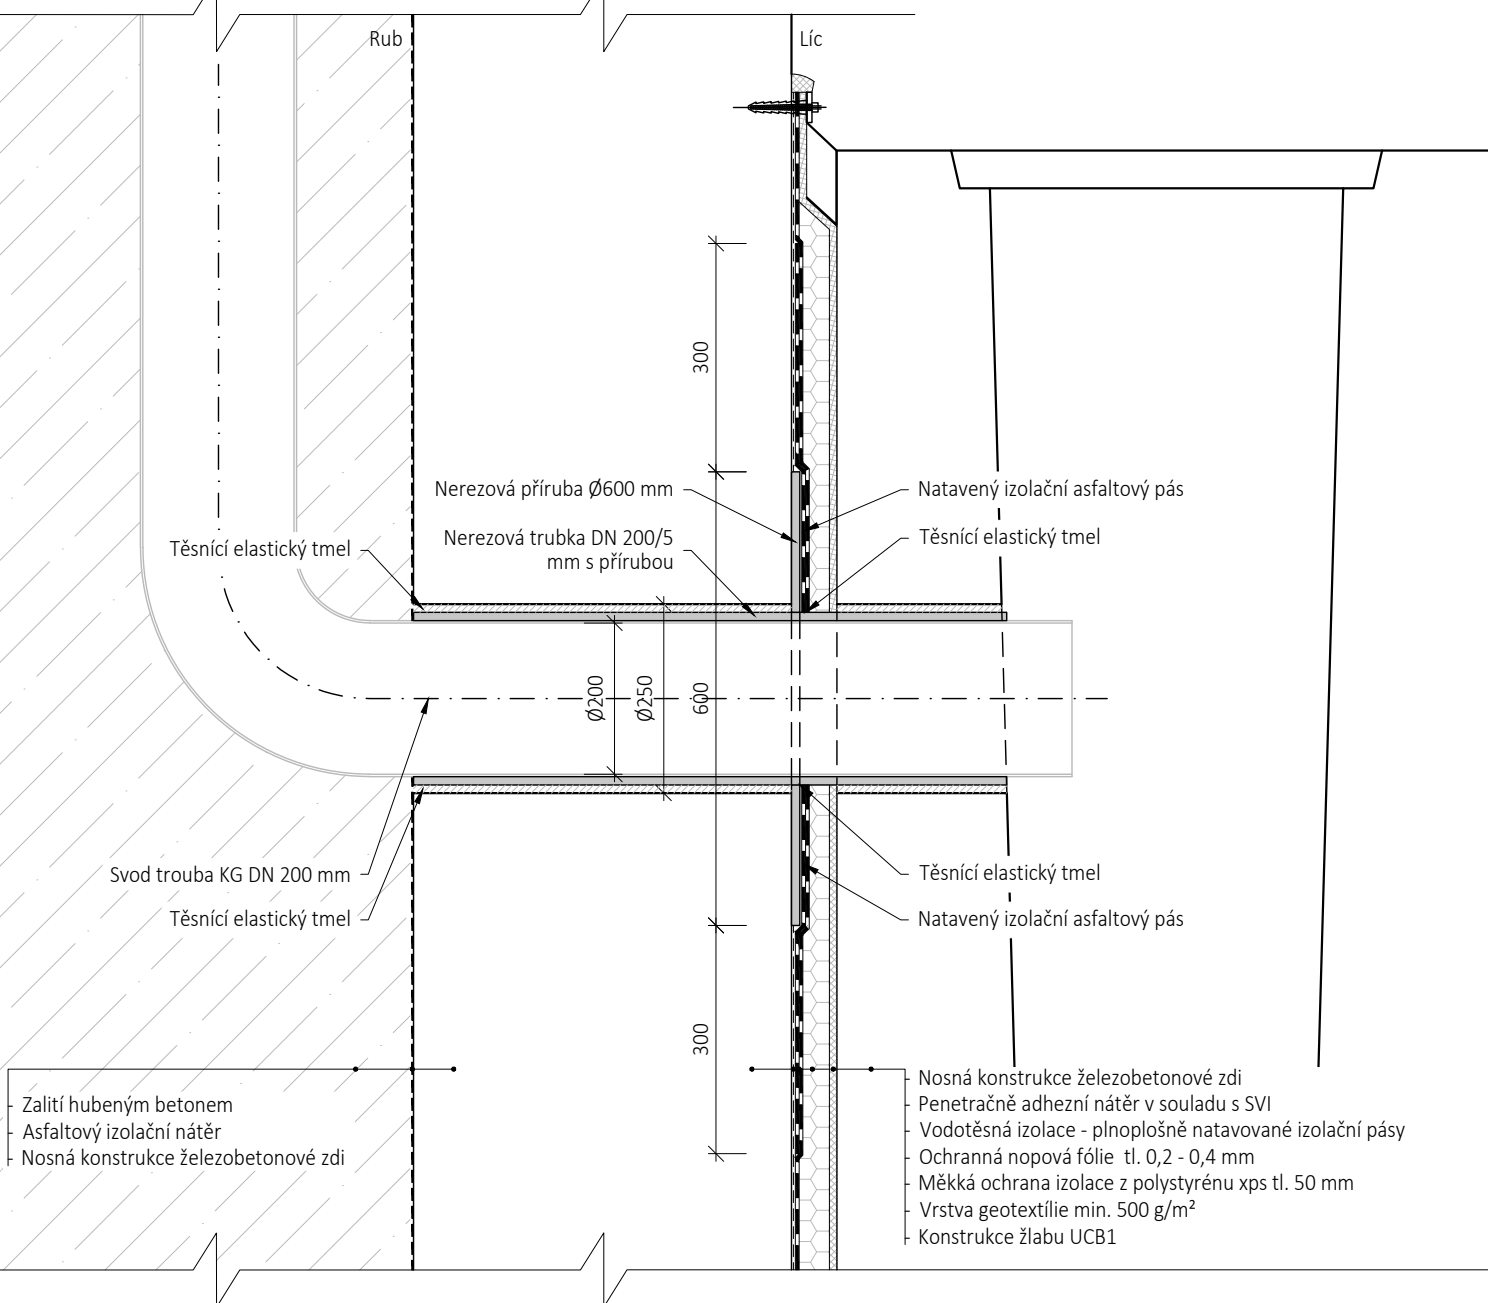 Rub
Líc
300
Nerezová příruba Ø600 mm
Natavený izolační asfaltový pás
Nerezová trubka DN 200/5
mm s přírubou
Těsnící elastický tmel
Těsnící elastický tmel
Ø200
Ø250
600
Svod trouba KG DN 200 mm
Těsnící elastický tmel
Těsnící elastický tmel
Natavený izolační asfaltový pás
300
Zalití hubeným betonem
Asfaltový izolační nátěr
Nosná konstrukce železobetonové zdi
Nosná konstrukce železobetonové zdi
Penetračně adhezní nátěr v souladu s SVI
Vodotěsná izolace - plnoplošně natavované izolační pásy
Ochranná nopová fólie tl. 0,2 - 0,4 mm
Měkká ochrana izolace z polystyrénu xps tl. 50 mm
Vrstva geotextílie min. 500 g/m²
Konstrukce žlabu UCB1